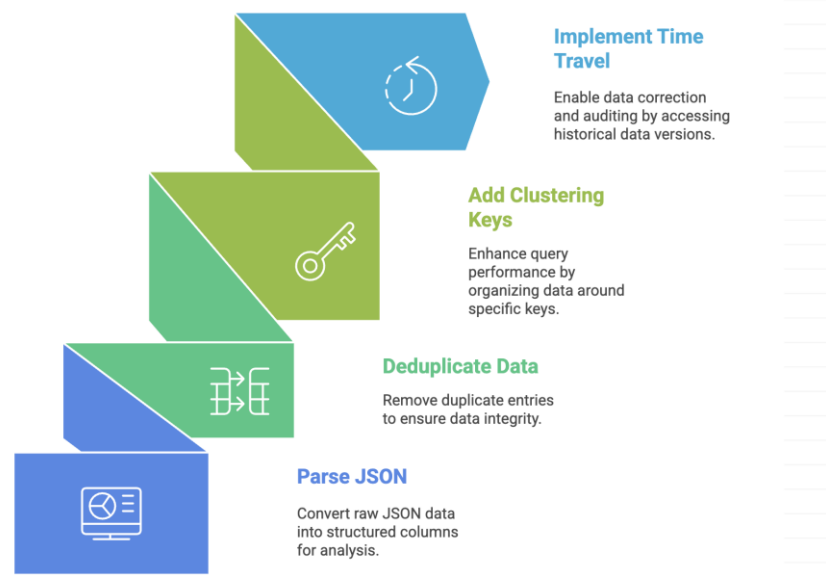 Implement Time
Travel
Enable data correction
and auditing by accessing
historical data versions.
Add Clustering
Keys
Enhance query
performance by
organizing data around
specific keys.
Deduplicate Data
Remove duplicate entries
to ensure data integrity.
Parse JSON
Convert raw JSON data
into structured columns
for analysis.